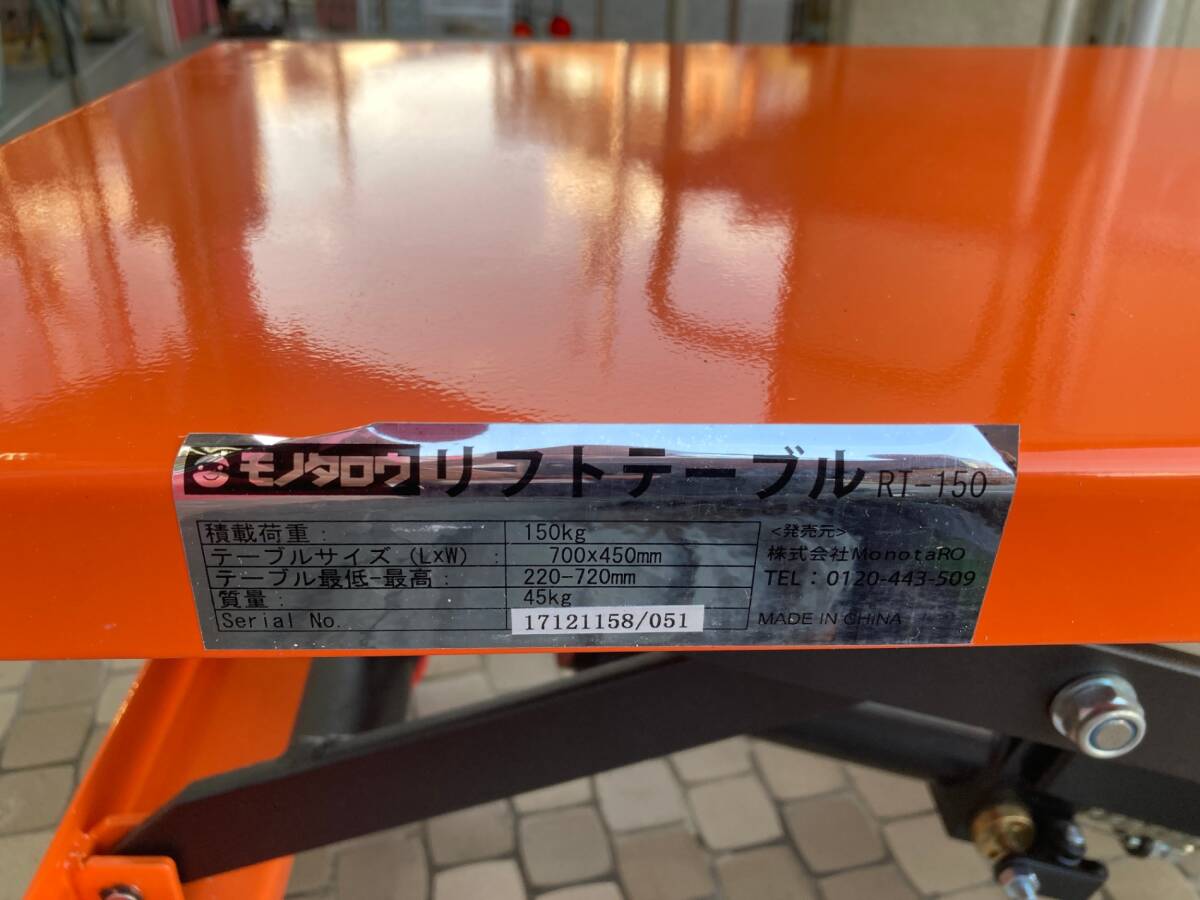 モノタロウ リフトテーブル RT-150
積載荷重: 150kg
テーブルサイズ (L×W) : 700x450mm
テーブル最低-最高: 220-720mm
質量: 45kg
Serial No. 17121158/051
<発売元>
株式会社MonotaRO
TEL：0120-443-509
MADE IN CHINA